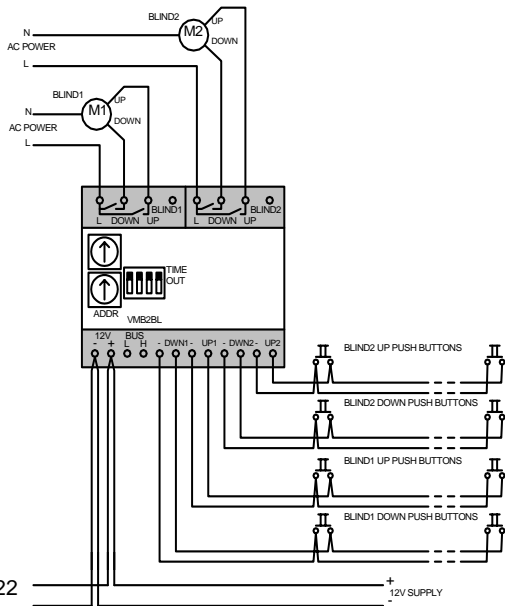 BLIND2
UP
N
M2
AC POWER
DOWN
L
BLIND1
UP
N
M1
AC POWER
DOWN
L
BLIND1 BLIND2
L DOWN UP L DOWN UP
TIME
OUT
ADDR
VMB2BL
12V BUS
- + L H - DWN1 - UP1 - DWN2 - UP2
BLIND2 UP PUSH BUTTONS
BLIND2 DOWN PUSH BUTTONS
BLIND1 UP PUSH BUTTONS
BLIND1 DOWN PUSH BUTTONS
22
+
12V SUPPLY
-